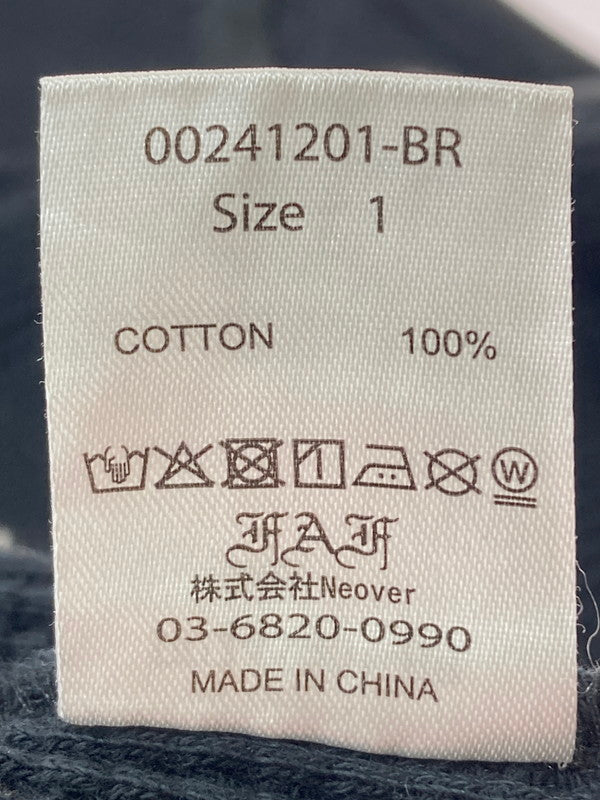 00241201-BR
Size 1
COTTON 100%
W
FAF
株式会社Neover
03-6820-0990
MADE IN CHINA